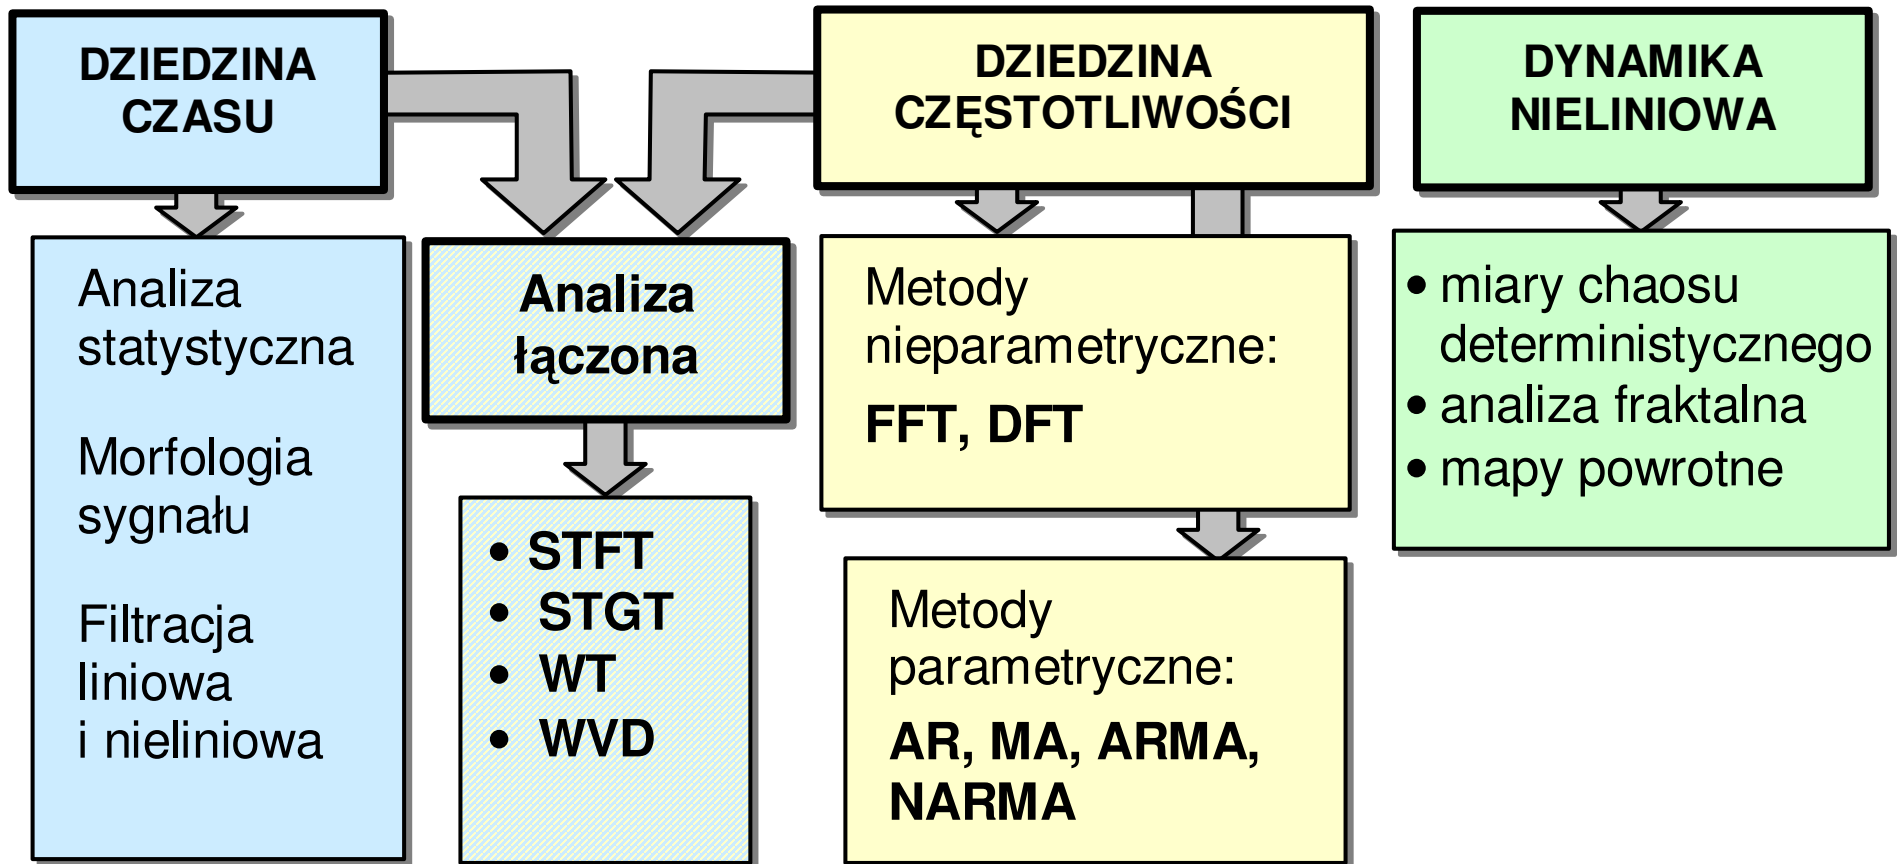 DZIEDZINA
CZASU
DZIEDZINA
CZĘSTOTLIWOŚCI
DYNAMIKA
NIELINIOWA
Analiza
statystyczna
Morfologia
sygnału
Filtracja
liniowa
i nieliniowa
Analiza
łączona
• STFT
• STGT
• WT
• WVD
Metody
nieparametryczne:
FFT, DFT
Metody
parametryczne:
AR, MA, ARMA,
NARMA
• miary chaosu
deterministycznego
• analiza fraktalna
• mapy powrotne